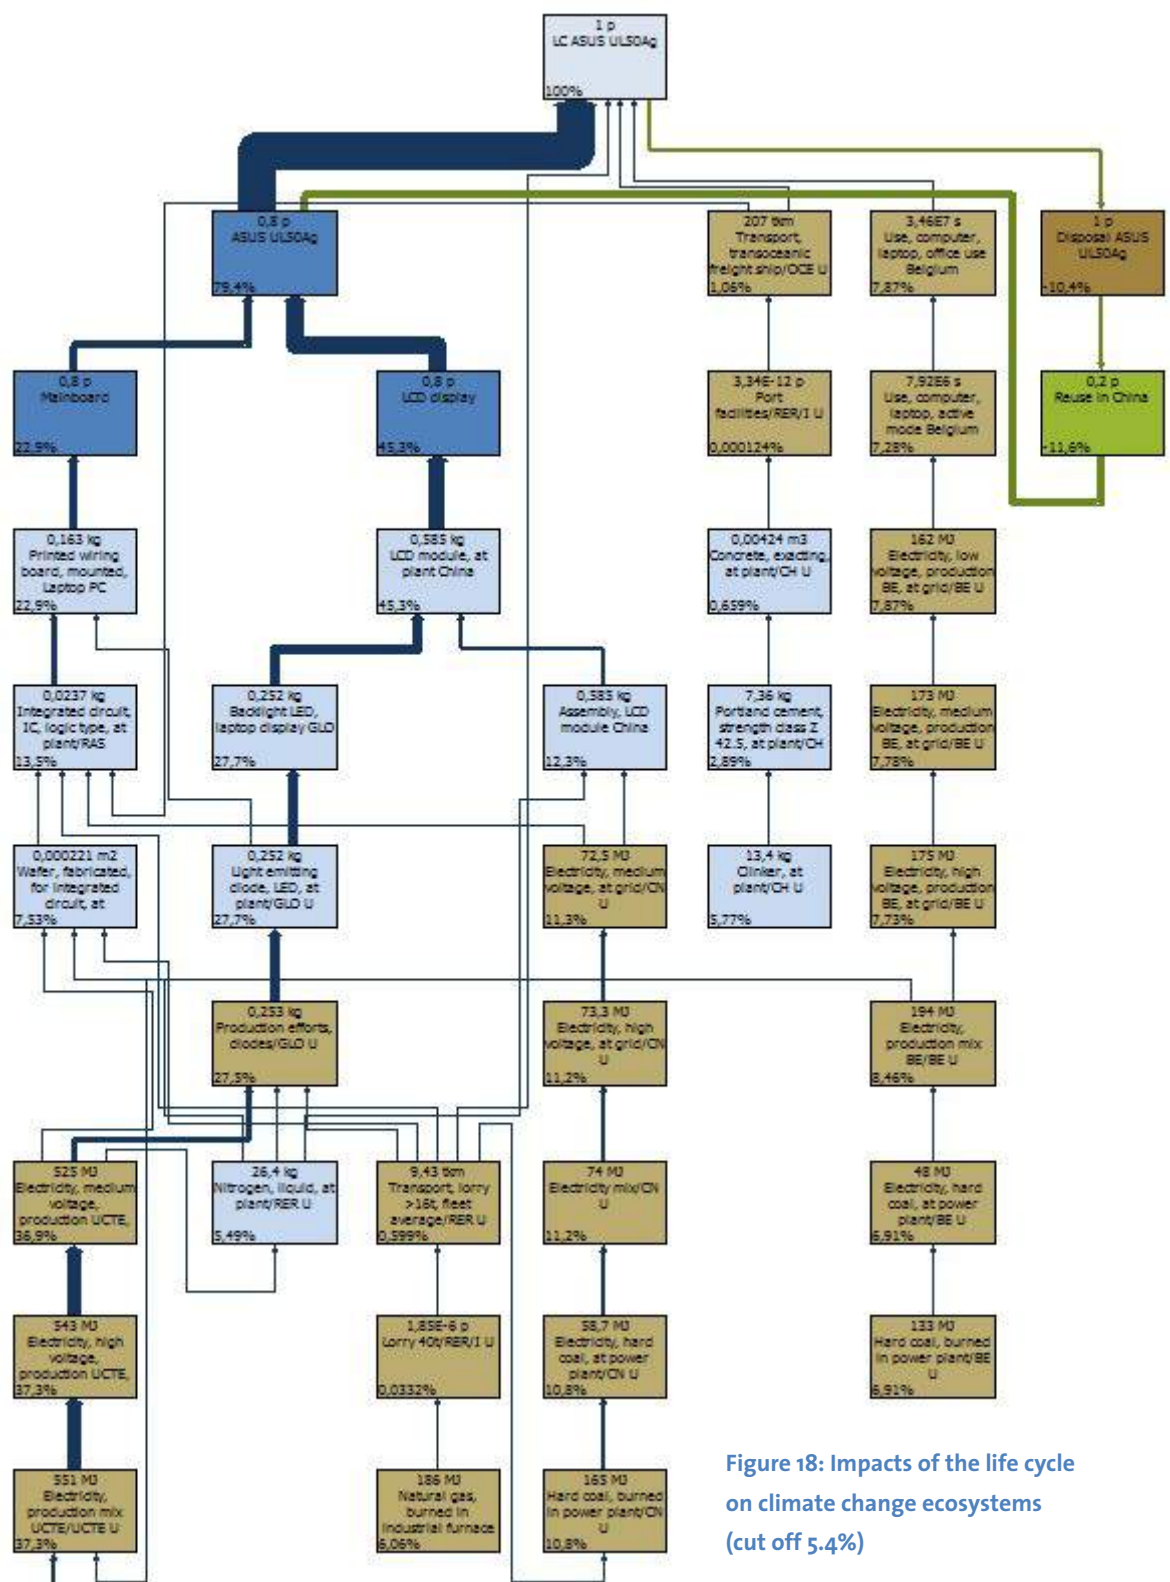 1 p
LC ASUS UL50Ag
100%
0,8 p
ASUS UL50Ag
79,4%
207 tkm
Transport,
transoceanic
freight ship/OCE U
1,06%
3,46E7 s
Use, computer,
laptop, office use
Belgium
7,87%
1 p
Disposal ASUS
UL50Ag
-10,4%
0,8 p
Mainboard
22,9%
0,8 p
LCD display
45,3%
3,34E-12 p
Port
facilities/RER/I U
0,000124%
7,92E6 s
Use, computer,
laptop, active
mode Belgium
7,28%
0,2 p
Reuse in China
-11,6%
0,163 kg
Printed wiring
board, mounted,
Laptop PC
22,9%
0,585 kg
LCD module, at
plant China
45,3%
0,00424 m3
Concrete, exacting,
at plant/CH U
0,659%
162 MJ
Electricity, low
voltage, production
BE, at grid/BE U
7,87%
0,0237 kg
Integrated circuit,
IC, logic type, at
plant/RAS
13,5%
0,252 kg
Backlight LED,
laptop display GLO
27,7%
0,585 kg
Assembly, LCD
module China
12,3%
7,36 kg
Portland cement,
strength class Z
42.5, at plant/CH
2,89%
173 MJ
Electricity, medium
voltage, production
BE, at grid/BE U
7,78%
0,000221 m2
Wafer, fabricated,
for integrated
circuit, at
7,53%
0,252 kg
Light emitting
diode, LED, at
plant/GLO U
27,7%
72,5 MJ
Electricity, medium
voltage, at grid/CN
U
11,3%
13,4 kg
Clinker, at
plant/CH U
5,77%
175 MJ
Electricity, high
voltage, production
BE, at grid/BE U
7,73%
0,253 kg
Production efforts,
diodes/GLO U
27,5%
73,3 MJ
Electricity, high
voltage, at grid/CN
U
11,2%
194 MJ
Electricity,
production mix
BE/BE U
8,46%
525 MJ
Electricity, medium
voltage,
production UCTE,
36,9%
26,4 kg
Nitrogen, liquid, at
plant/RER U
5,49%
9,43 tkm
Transport, lorry
>16t, fleet
average/RER U
0,599%
74 MJ
Electricity mix/CN
U
11,2%
48 MJ
Electricity, hard
coal, at power
plant/BE U
6,91%
543 MJ
Electricity, high
voltage,
production UCTE,
37,3%
1,85E-6 p
Lorry 40t/RER/I U
0,0332%
58,7 MJ
Electricity, hard
coal, at power
plant/CN U
10,8%
133 MJ
Hard coal, burned
in power plant/BE
U
6,91%
551 MJ
Electricity,
production mix
UCTE/UCTE U
37,3%
186 MJ
Natural gas,
burned in
industrial furnace
6,06%
165 MJ
Hard coal, burned
in power plant/CN
U
10,8%
Figure 18: Impacts of the life cycle
on climate change ecosystems
(cut off 5.4%)